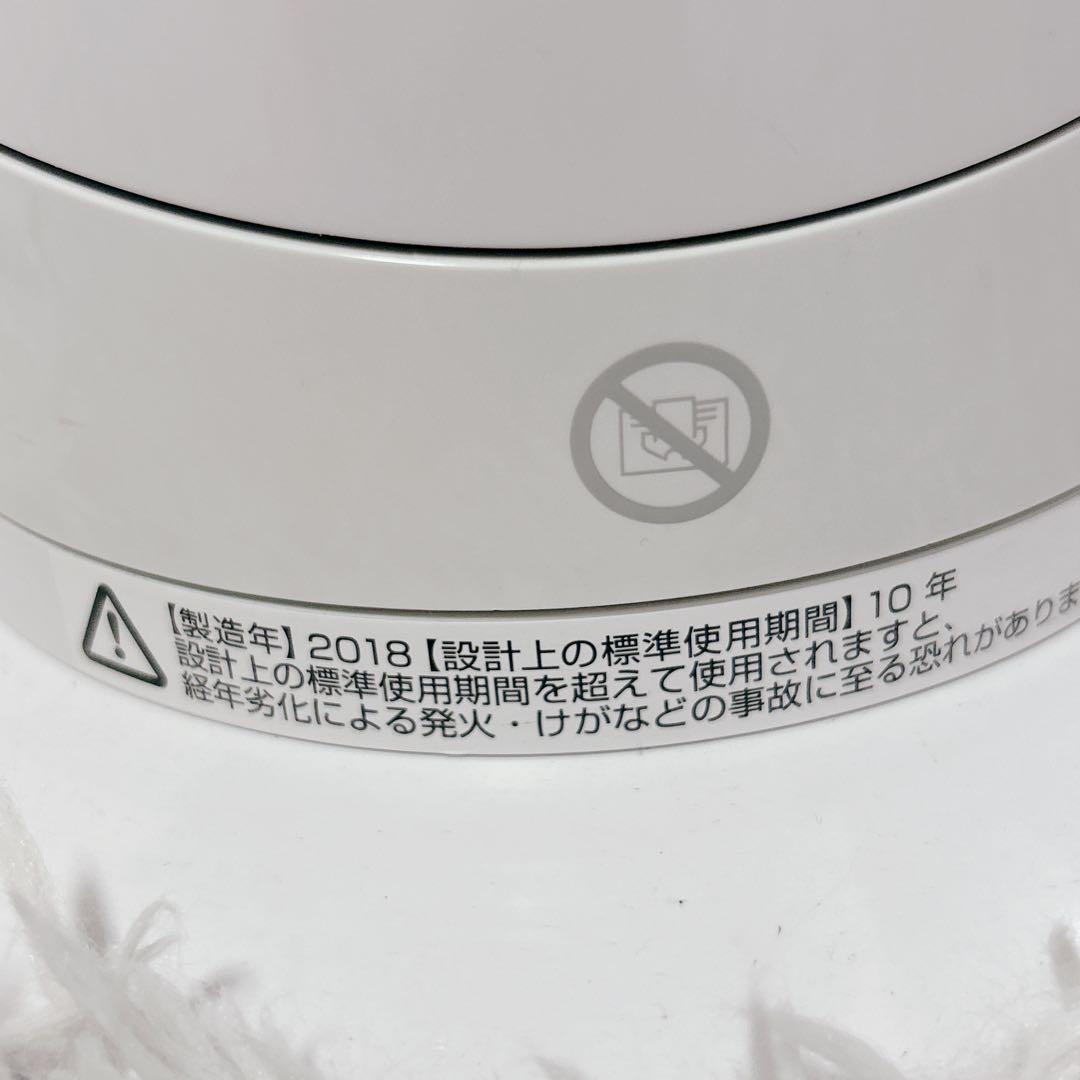 【製造年】2018【設計上の標準使用期間】10 年
設計上の標準使用期間を超えて使用されますと、
経年劣化による発火・けがなどの事故に至る恐れがありま